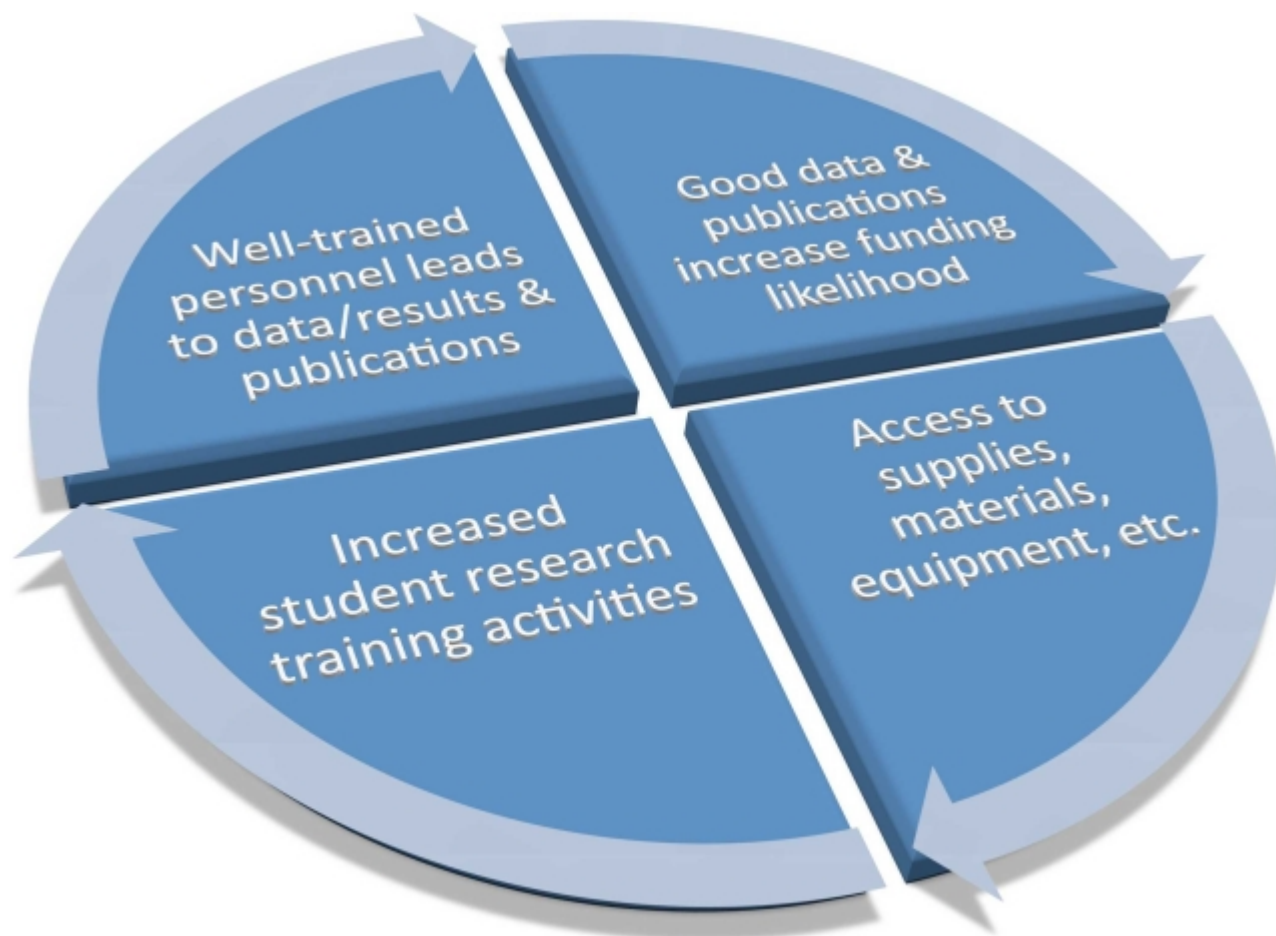 Well-trained
personnel leads
to data/results &
publications
Good data &
publications
increase funding
likelihood
Access to
supplies,
materials,
equipment, etc.
Increased
student research
training activities